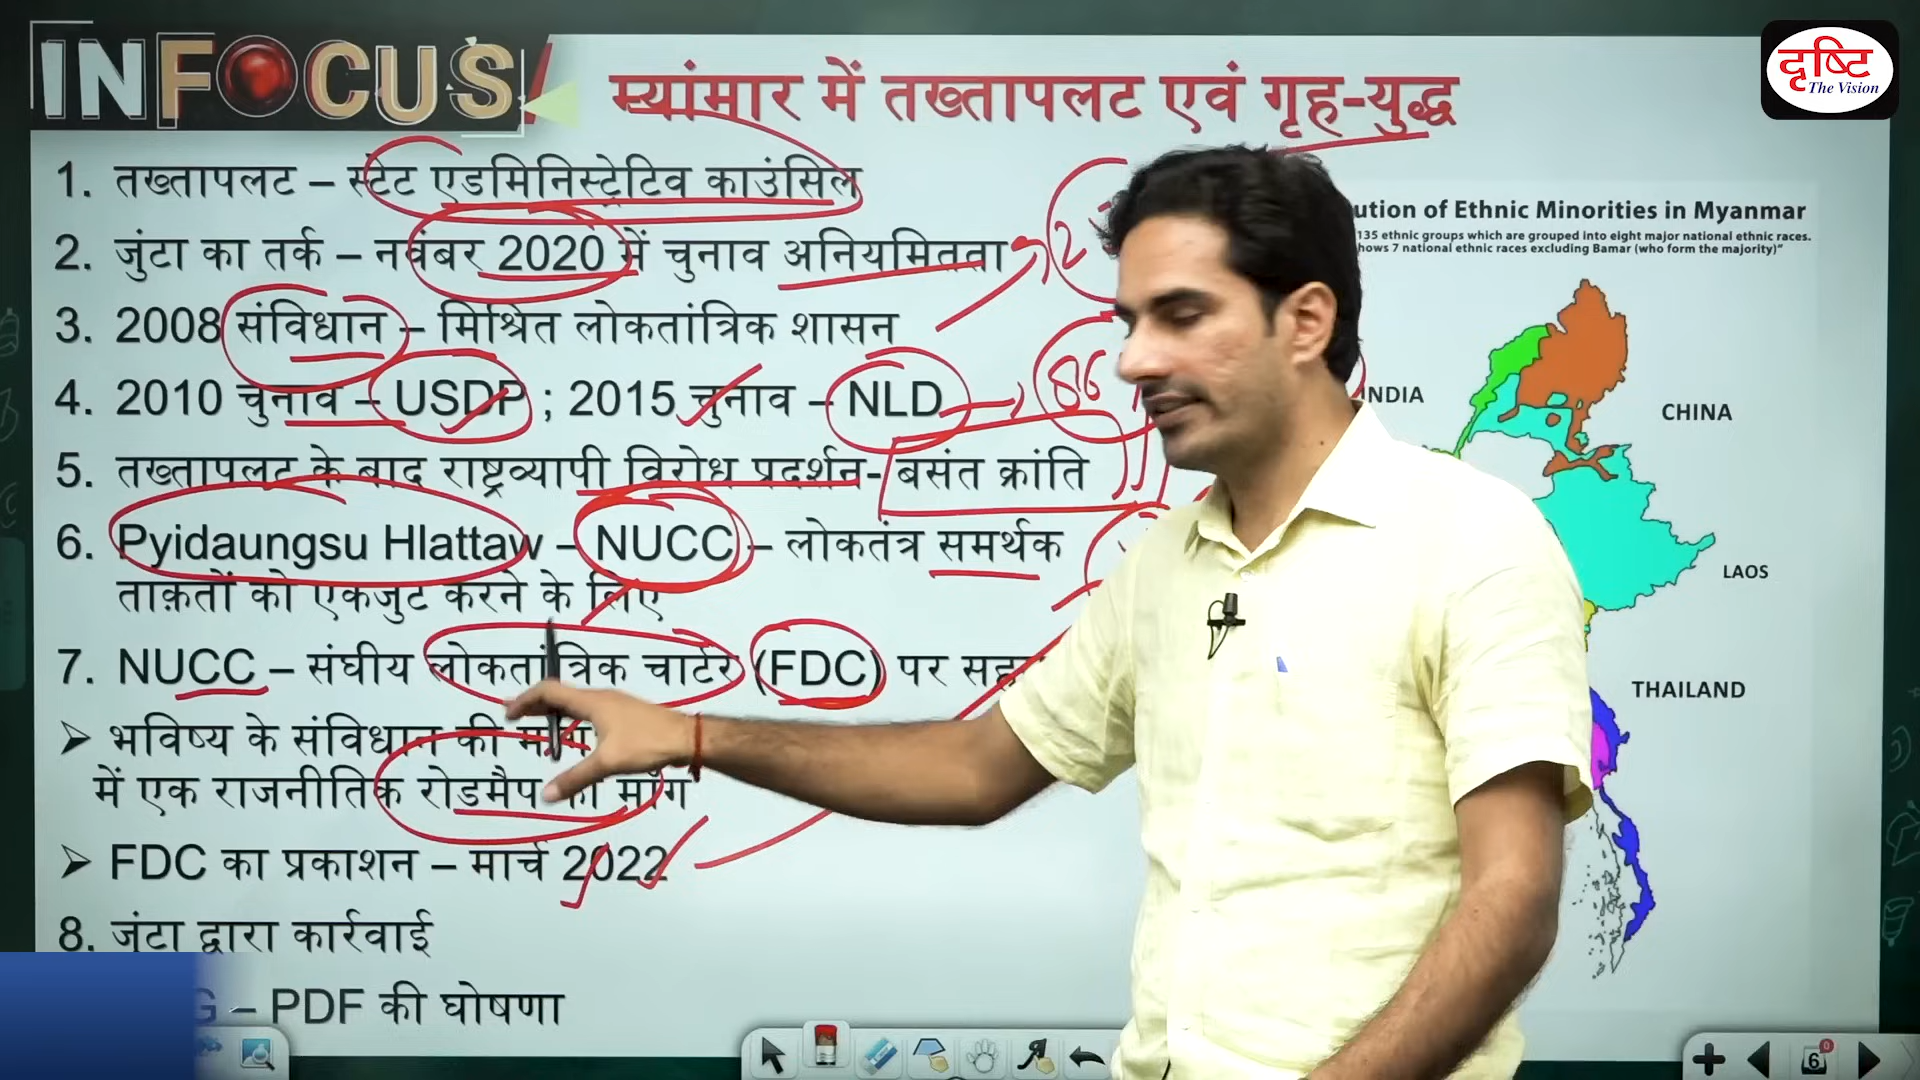 INFOCUS
म्यांमार में तख्तापलट एवं गृह-युद्ध
दृष्टि
The Vision
1. तख्तापलट – स्टेट एडमिनिस्ट्रेटिव काउंसिल
2. जुंटा का तर्क – नवंबर 2020 में चुनाव अनियमितता
3. 2008 संविधान – मिश्रित लोकतांत्रिक शासन
4. 2010 चुनाव – USDP ; 2015 चुनाव – NLD
86
5. तख्तापलट के बाद राष्ट्रव्यापी विरोध प्रदर्शन- बसंत क्रांति
6. Pyidaungsu Hlattaw – NUCC – लोकतंत्र समर्थक
ताक़तों को एकजुट करने के लिए
7. NUCC – संघीय लोकतांत्रिक चार्टर (FDC) पर
➢ भविष्य के संविधान की
में एक राजनीतिक रोडमैप की माँग
➢ FDC का प्रकाशन – मार्च 2022
8. जुंटा द्वारा कार्रवाई
– PDF की घोषणा
of Ethnic Minorities in Myanmar
135 ethnic groups which are grouped into eight major national ethnic races.
7 national ethnic races excluding Bamar (who form the majority)"
INDIA
CHINA
LAOS
THAILAND
6